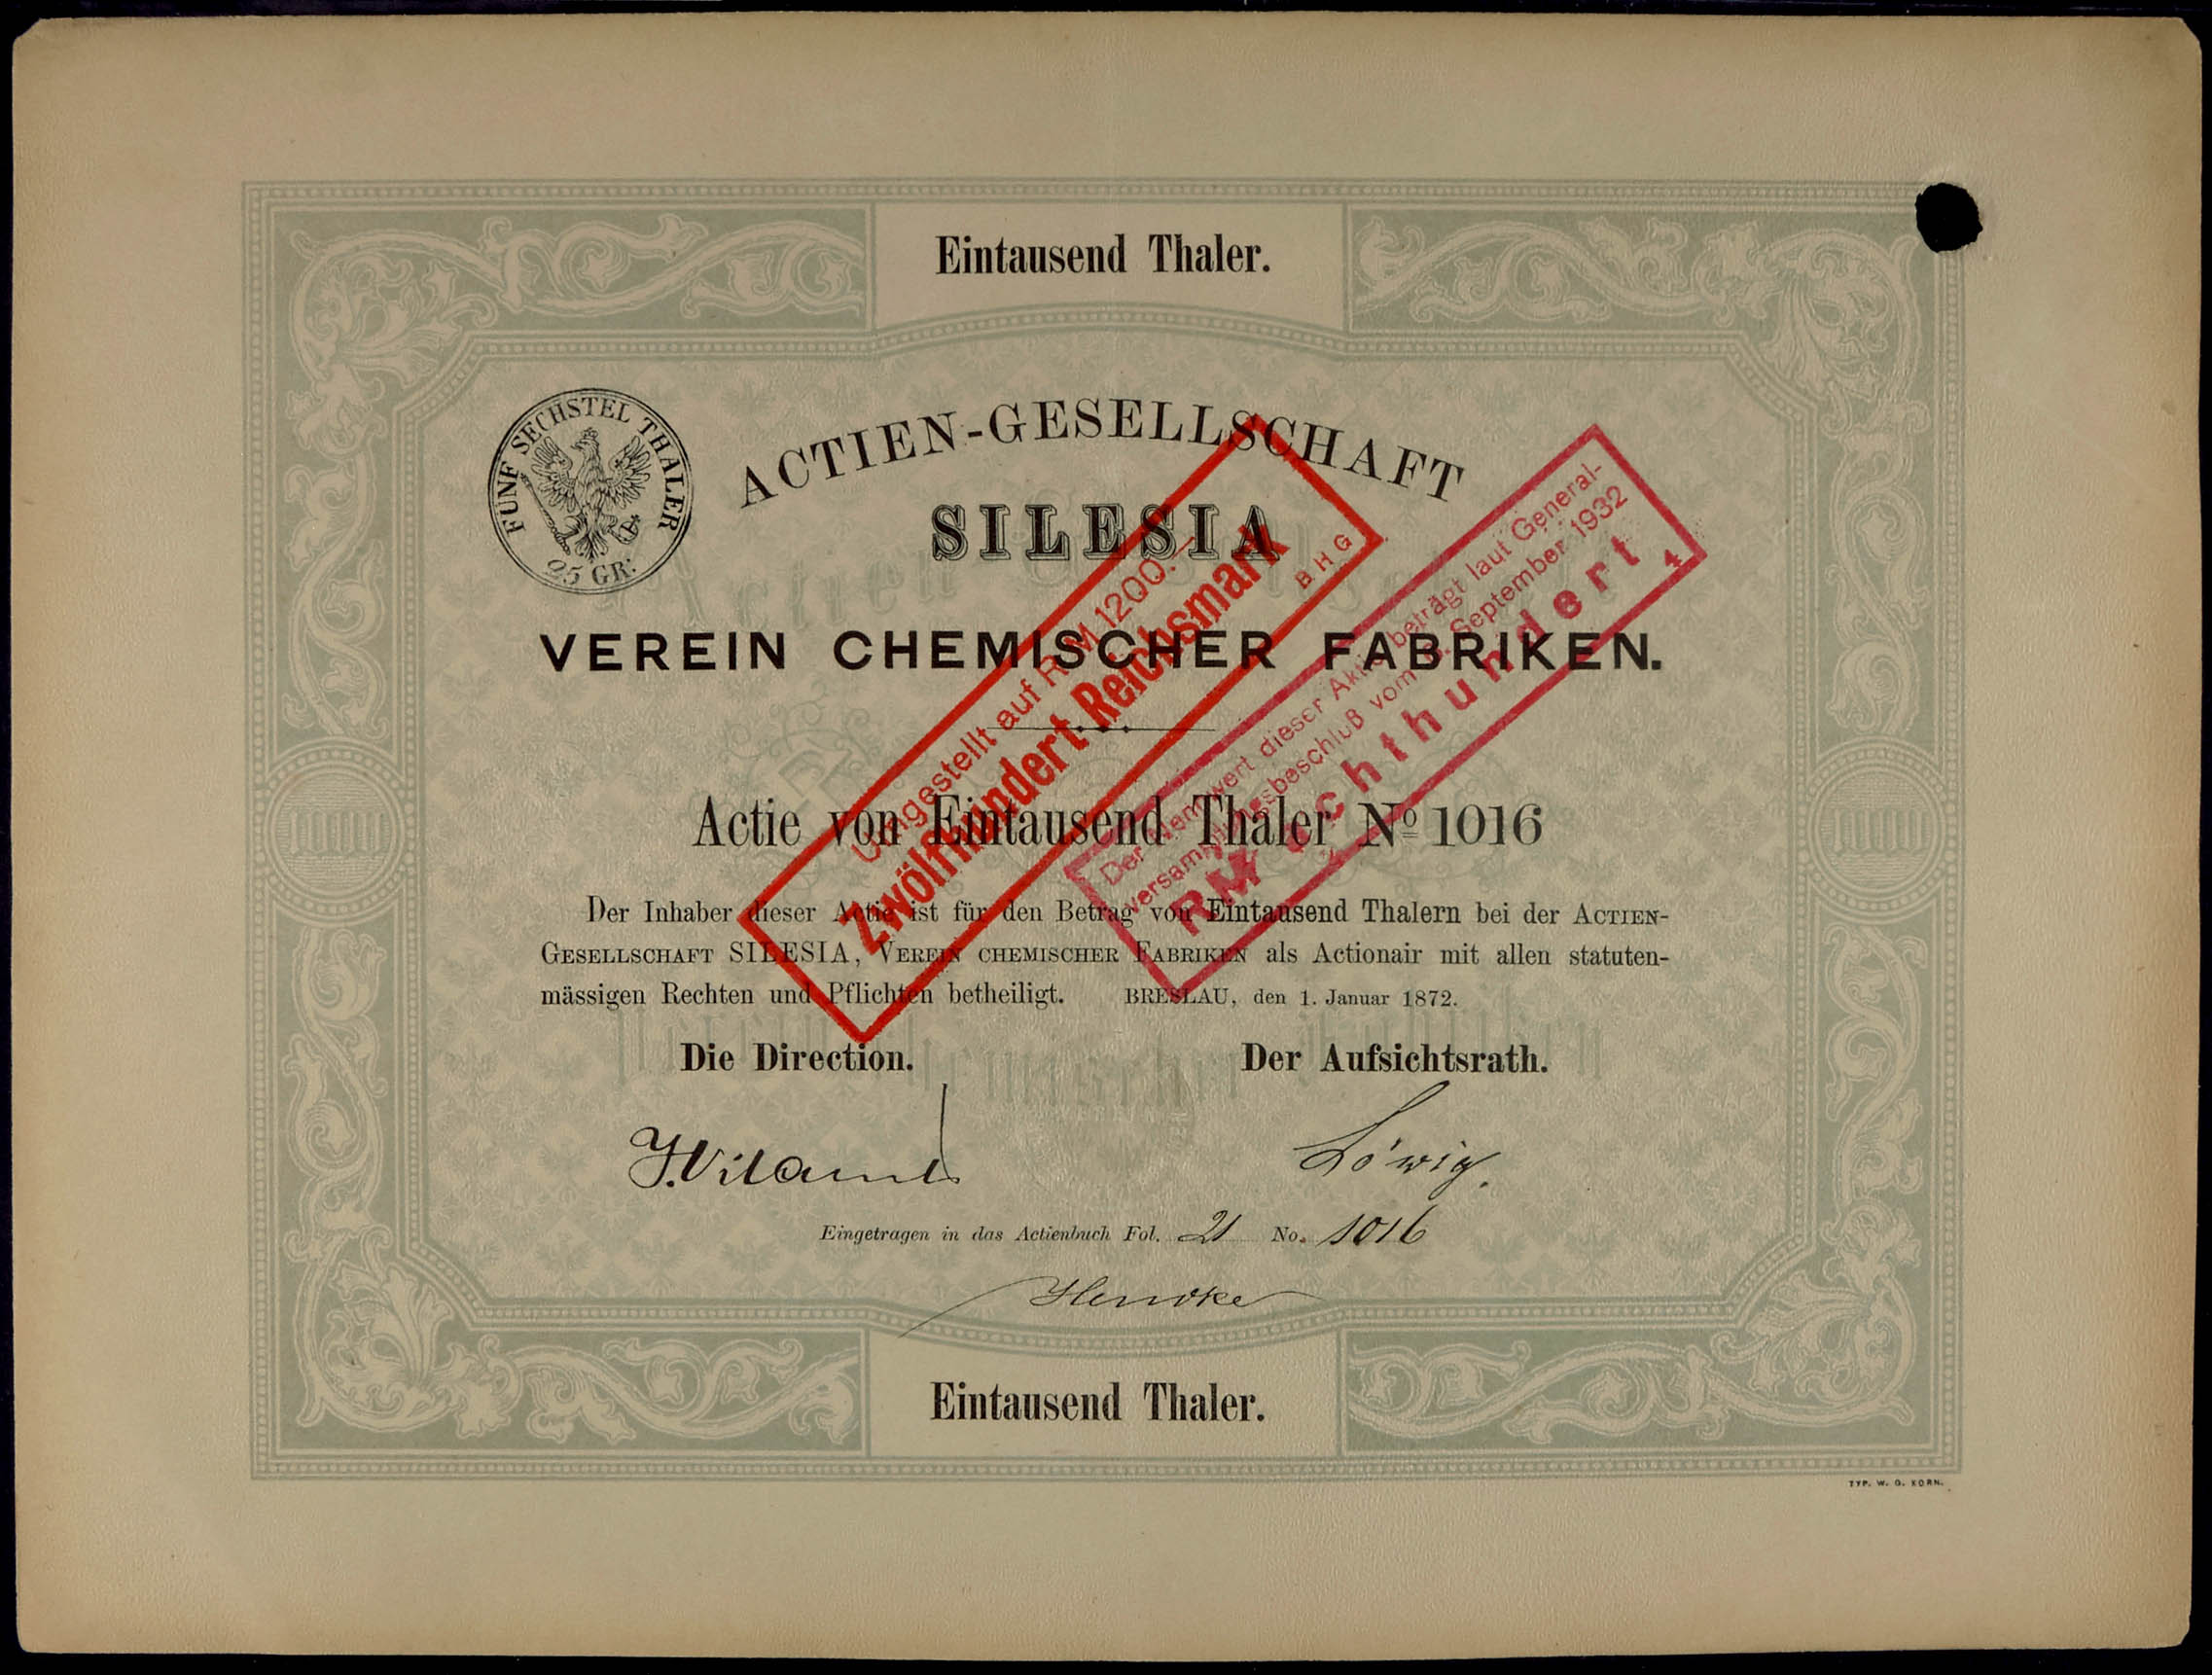 Eintausend Thaler.
FÜNF SECHSTEL THALER
25 GR:
ACTIEN-GESELLSCHAFT
SILESIA
VEREIN CHEMISCHER FABRIKEN.
Umgestellt auf RM 1200.-
Zwölfhundert Reichsmark
B H G
Der Nennwert dieser Aktie beträgt laut General-
versammlungsbeschluß vom September 1932
RM achthundert
Actie von Eintausend Thaler No 1016
1000
1000
Der Inhaber dieser Actie ist für den Betrag von Eintausend Thalern bei der ACTIEN-
GESELLSCHAFT SILESIA, VEREIN CHEMISCHER FABRIKEN als Actionair mit allen statuten-
mässigen Rechten und Pflichten betheiligt. BRESLAU, den 1. Januar 1872.
Die Direction. Der Aufsichtsrath.
Löwig.
Eingetragen in das Actienbuch Fol. 21 No. 1016
Eintausend Thaler.
TYP. W. G. KORN.